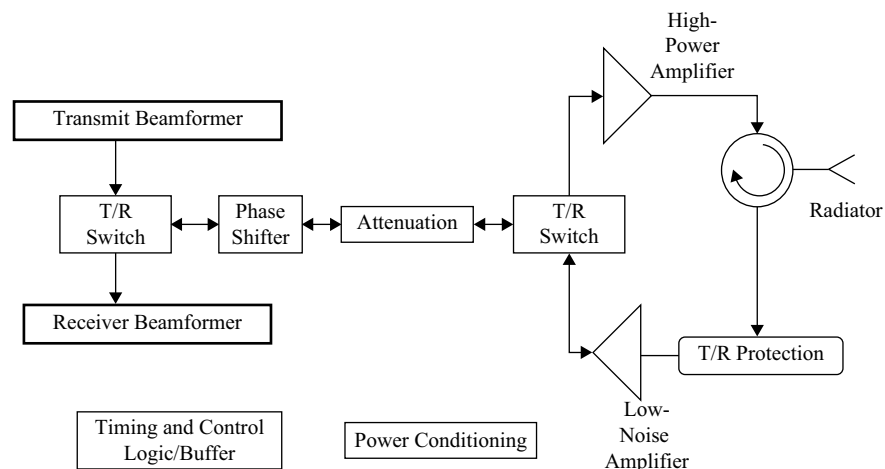 High-
Power
Amplifier
Transmit Beamformer
T/R
Switch
Phase
Shifter
Attenuation
T/R
Switch
Radiator
Receiver Beamformer
T/R Protection
Timing and Control
Logic/Buffer
Power Conditioning
Low-
Noise
Amplifier